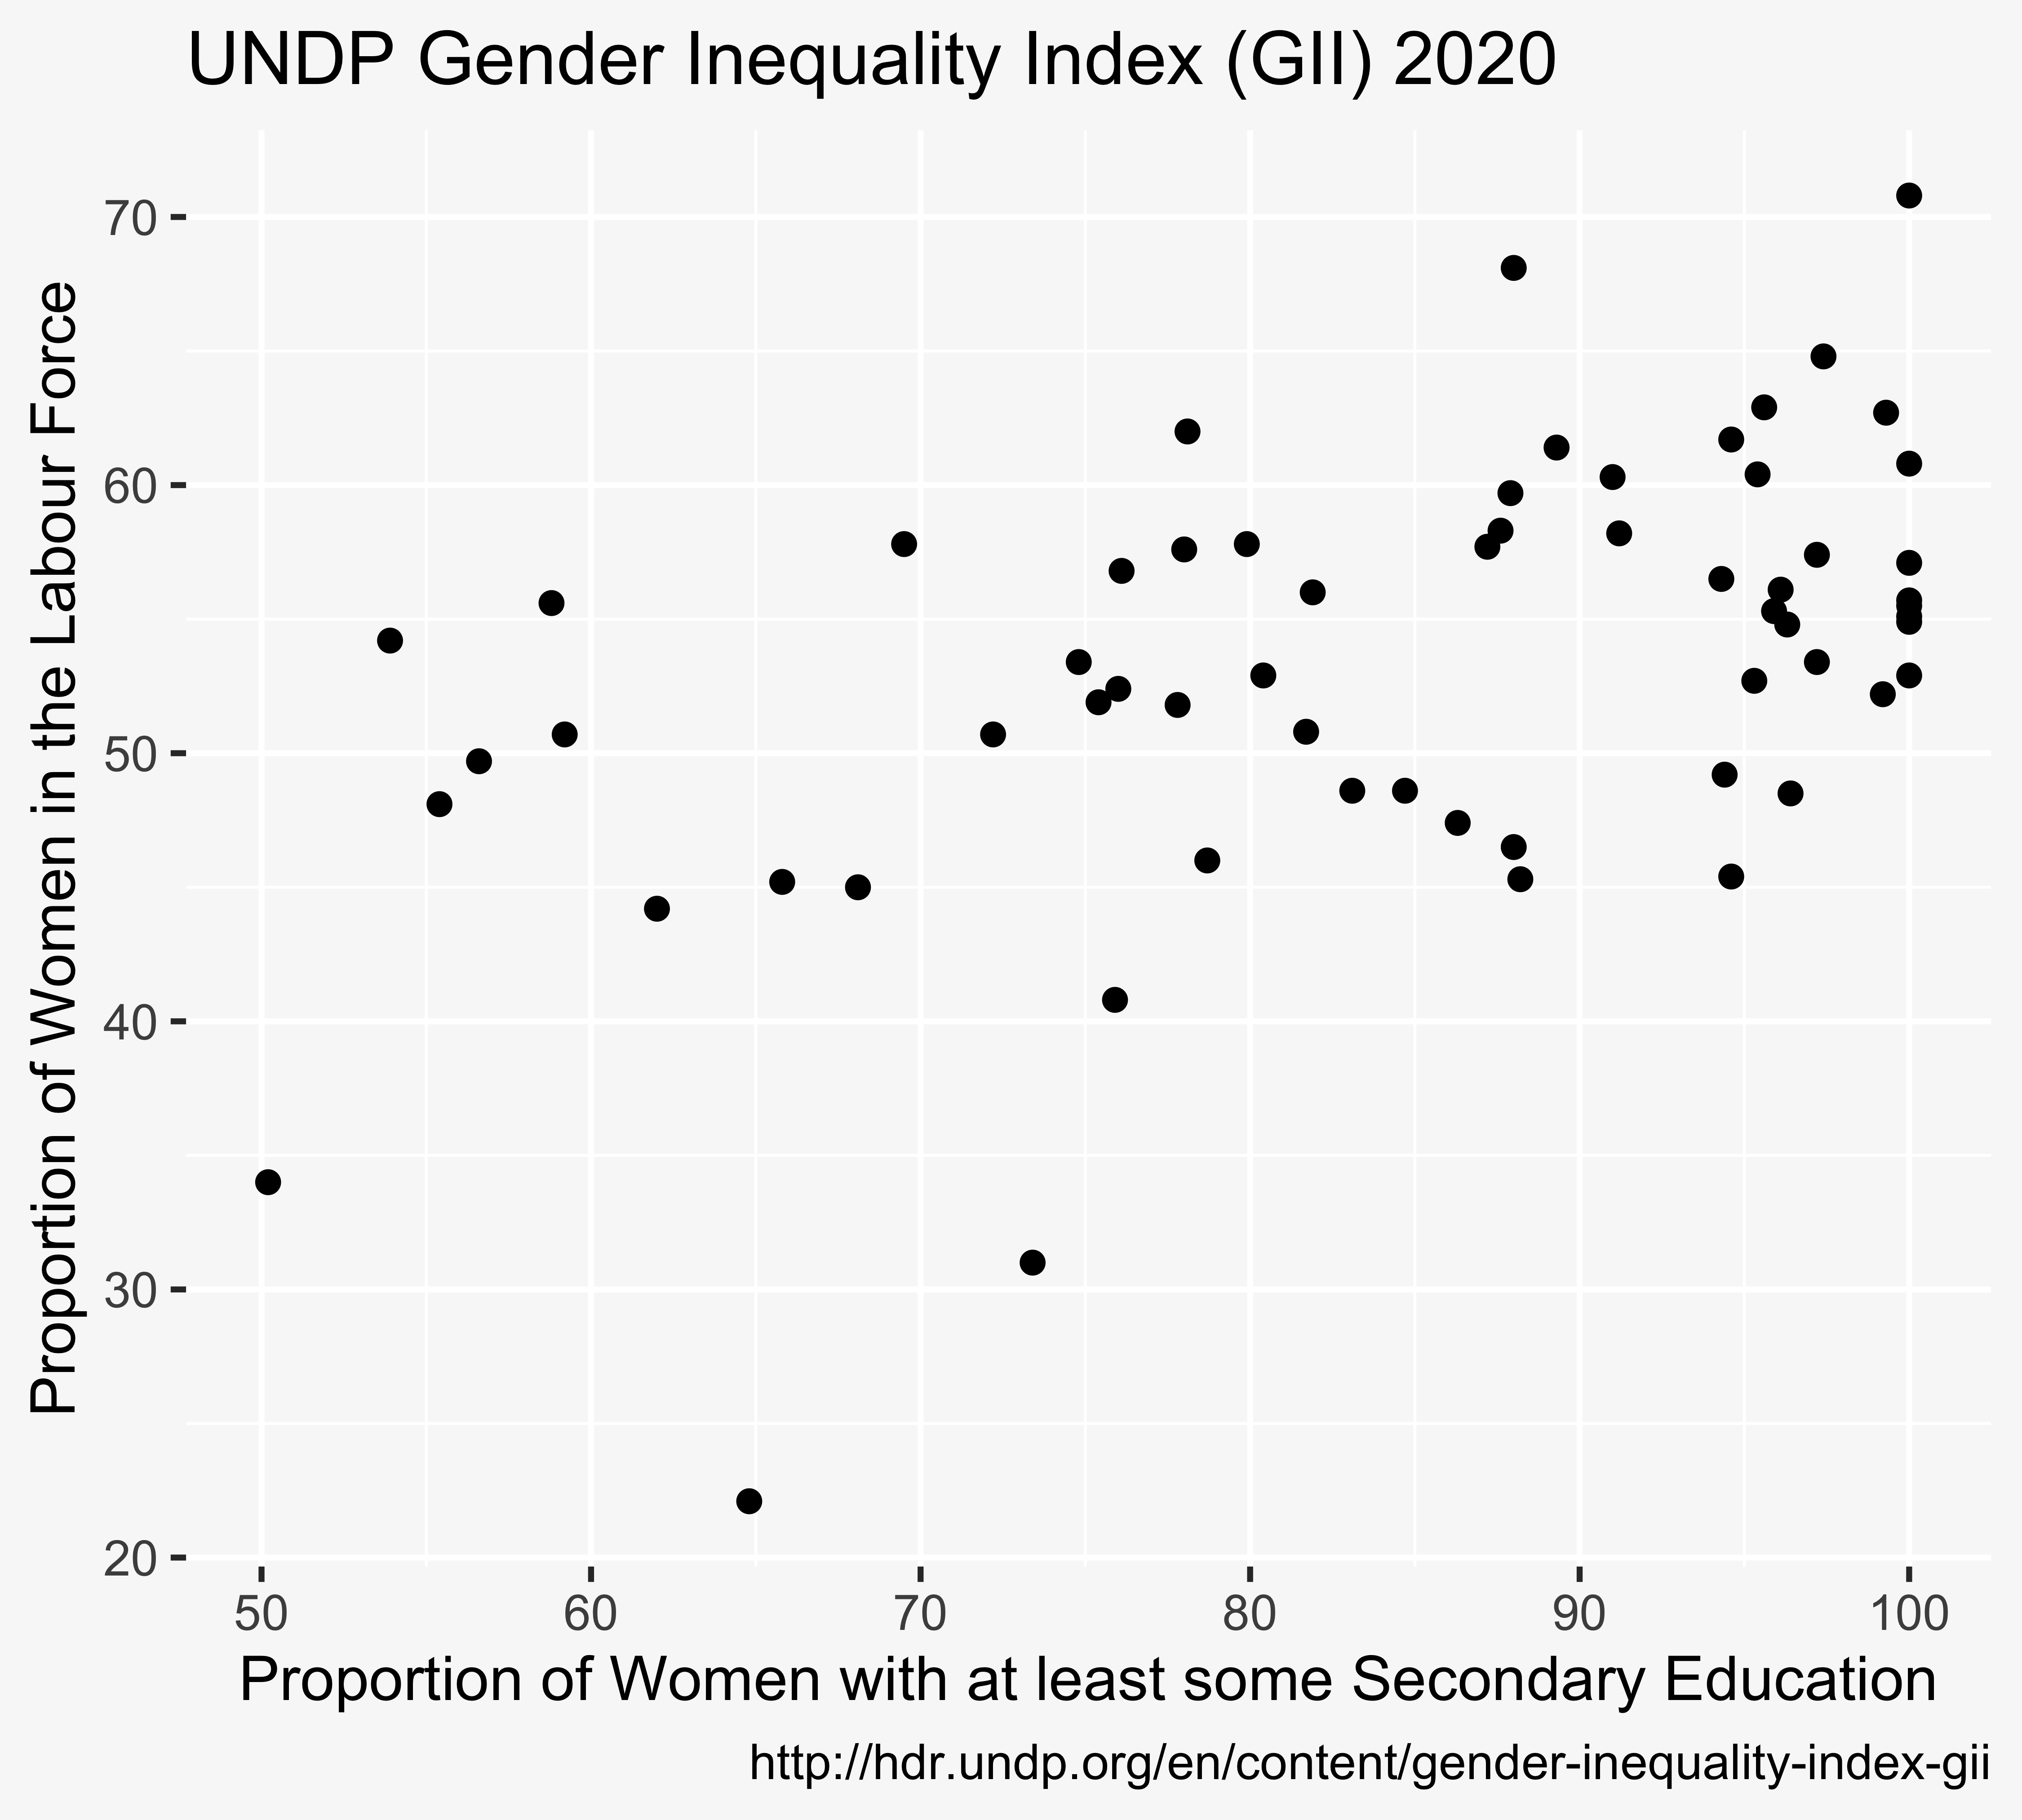 UNDP Gender Inequality Index (GII) 2020
Proportion of Women in the Labour Force
70
60
50
40
30
20
50 60 70 80 90 100
Proportion of Women with at least some Secondary Education
http://hdr.undp.org/en/content/gender-inequality-index-gii